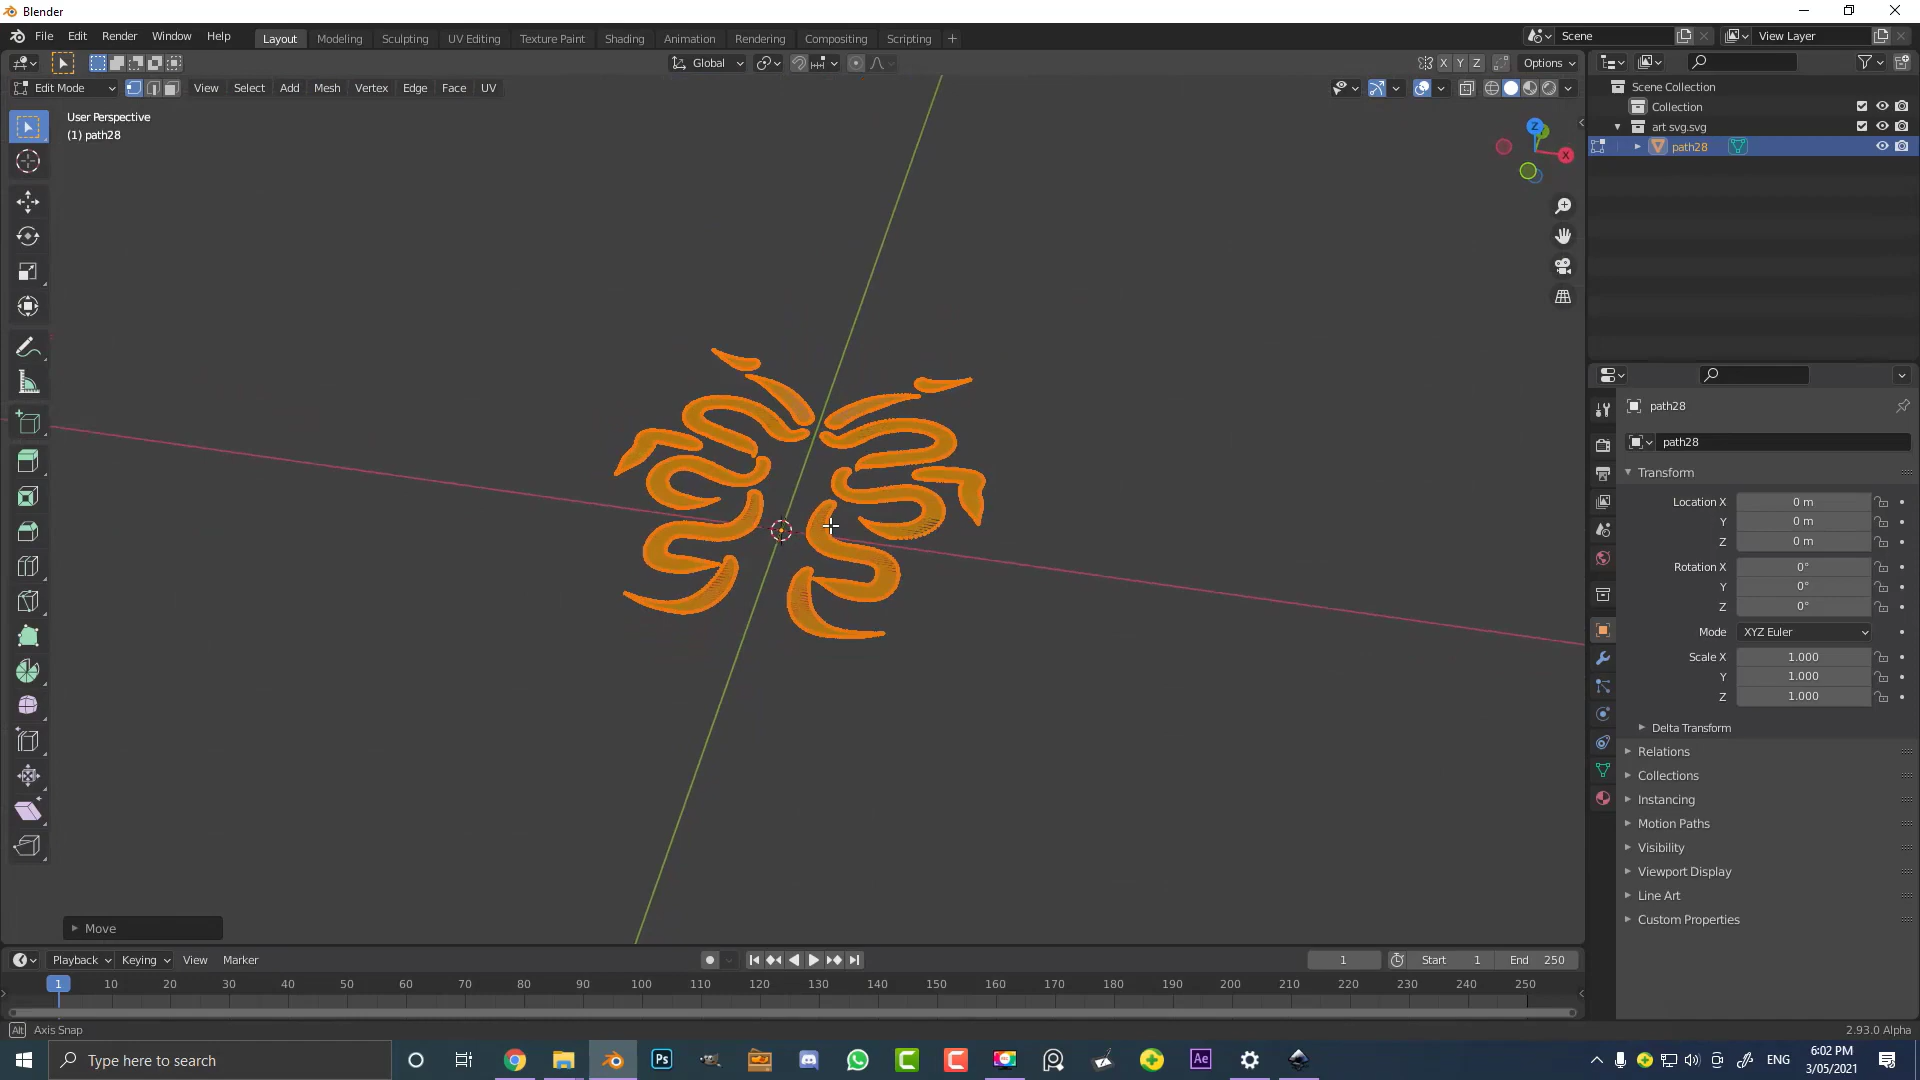 Blender
File Edit Render Window Help
Layout Modeling Sculpting UV Editing Texture Paint Shading Animation Rendering Compositing Scripting +
Scene
View Layer
Global
X Y Z
Options
Edit Mode View Select Add Mesh Vertex Edge Face UV
User Perspective
(1) path28
Z
X
Scene Collection
Collection
art svg.svg
path28
path28
path28
Transform
Location X 0 m
Y 0 m
Z 0 m
Rotation X 0°
Y 0°
Z 0°
Mode XYZ Euler
Scale X 1.000
Y 1.000
Z 1.000
Delta Transform
Relations
Collections
Instancing
Motion Paths
Visibility
Viewport Display
Line Art
Custom Properties
Move
Playback Keying View Marker
1
Start 1
End 250
1 10 20 30 40 50 60 70 80 90 100 110 120 130 140 150 160 170 180 190 200 210 220 230 240 250
Alt Axis Snap
2.93.0 Alpha
Type here to search
Ps
Ae
ENG
6:02 PM
3/05/2021